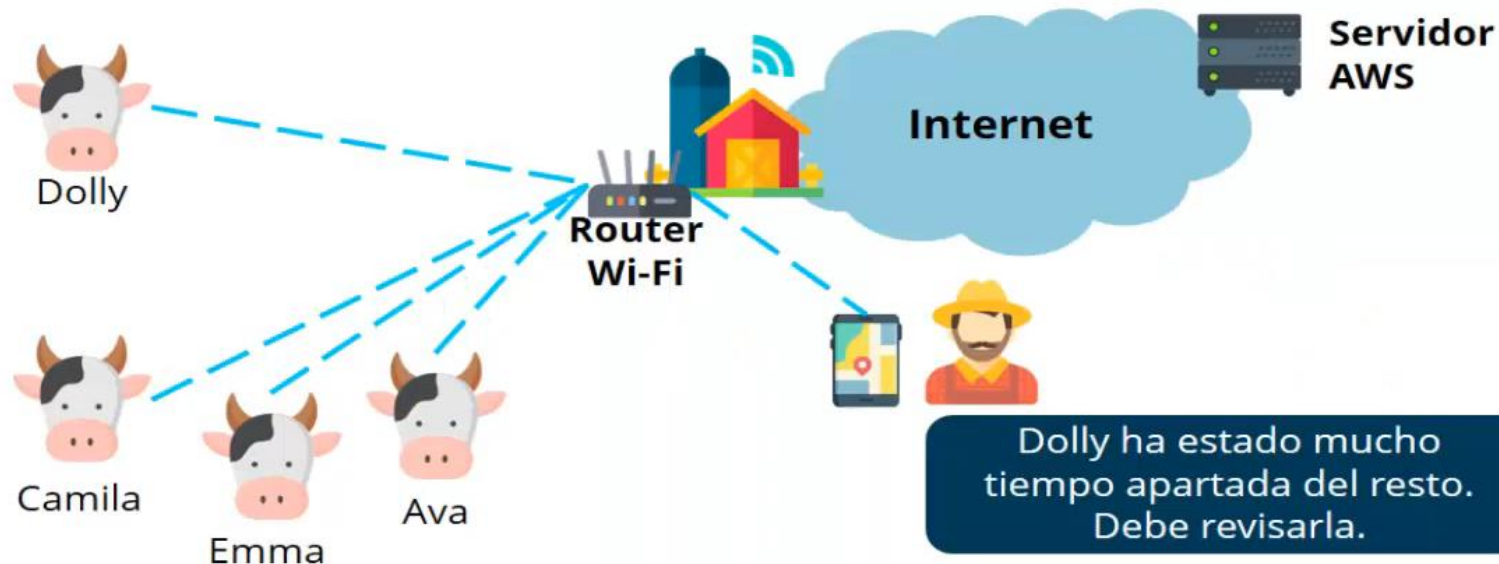 Servidor
AWS
Internet
Dolly
Router
Wi-Fi
Camila
Emma
Ava
Dolly ha estado mucho
tiempo apartada del resto.
Debe revisarla.